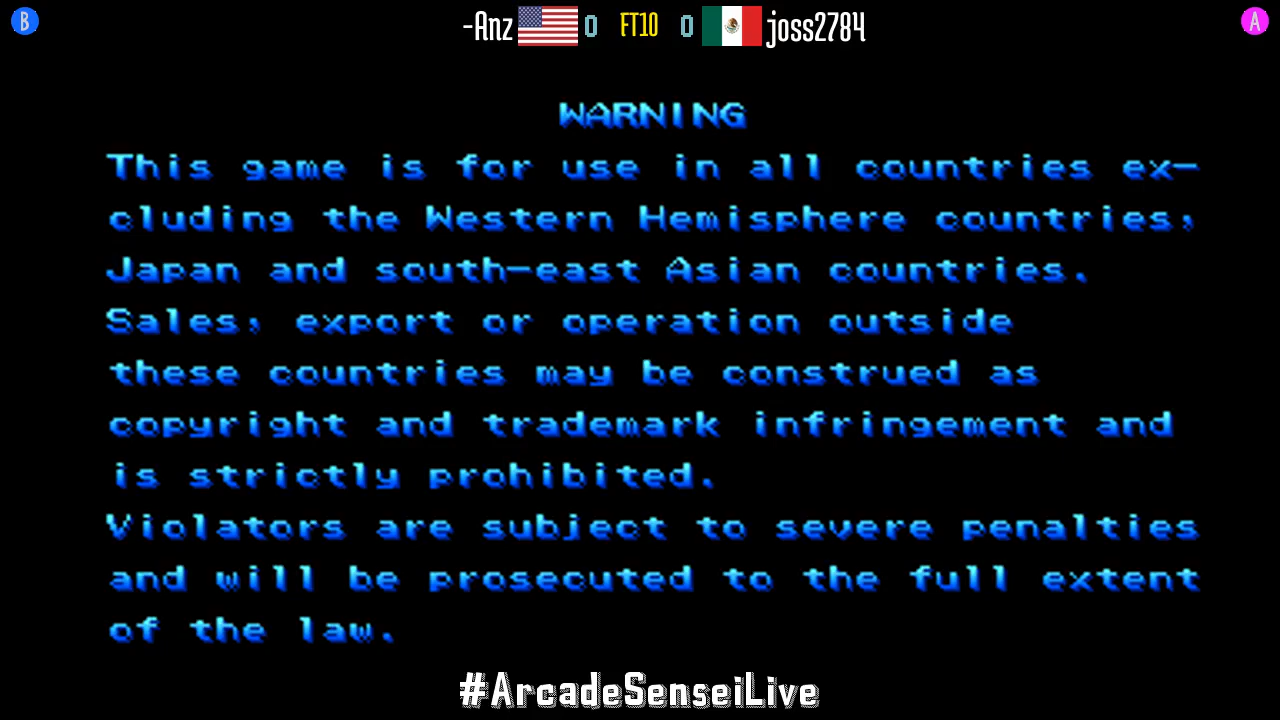 B -Anz 0 FT10 0 joss2784 A
WARNING
This game is for use in all countries ex-
cluding the Western Hemisphere countries,
Japan and south-east Asian countries.
Sales, export or operation outside
these countries may be construed as
copyright and trademark infringement and
is strictly prohibited.
Violators are subject to severe penalties
and will be prosecuted to the full extent
of the law.
#ArcadeSenseiLive